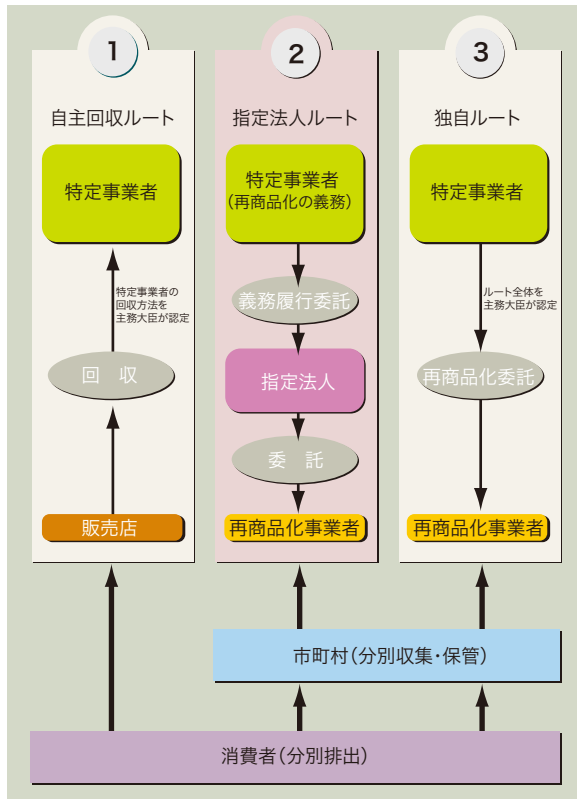 1
自主回収ルート
特定事業者
特定事業者の
回収方法を
主務大臣が認定
回 収
販売店
2
指定法人ルート
特定事業者
(再商品化の義務)
義務履行委託
指定法人
委 託
再商品化事業者
3
独自ルート
特定事業者
ルート全体を
主務大臣が認定
再商品化委託
再商品化事業者
市町村(分別収集・保管)
消費者(分別排出)